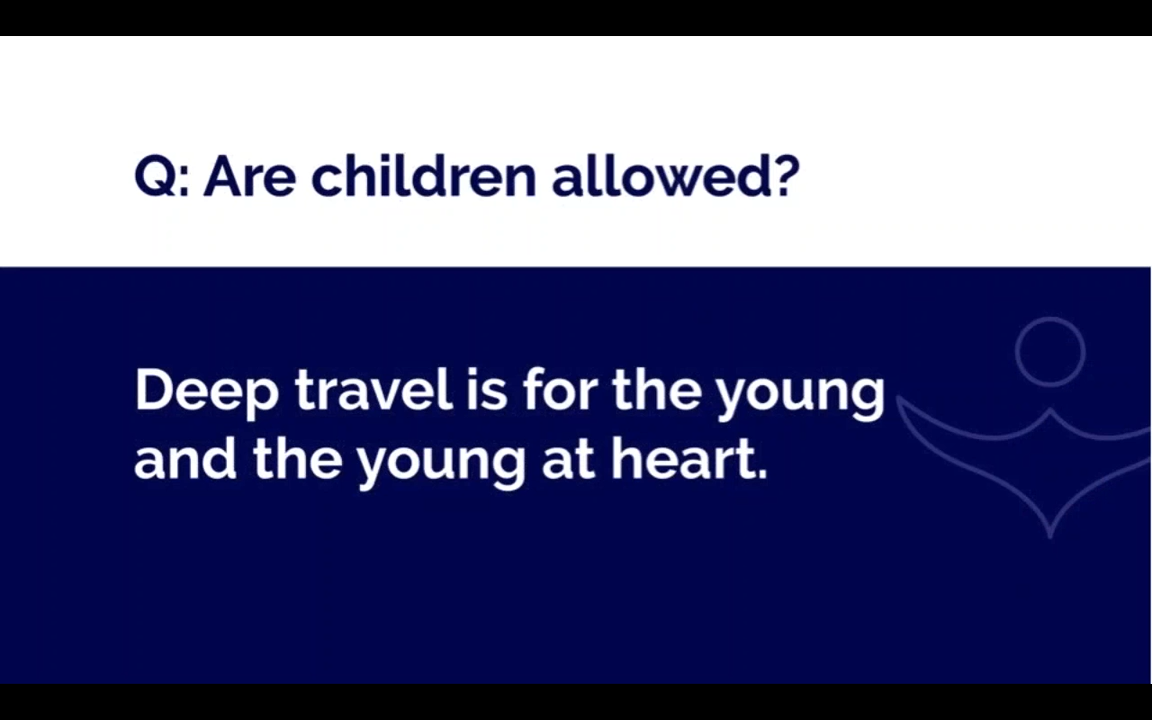 Q: Are children allowed?
Deep travel is for the young
and the young at heart.